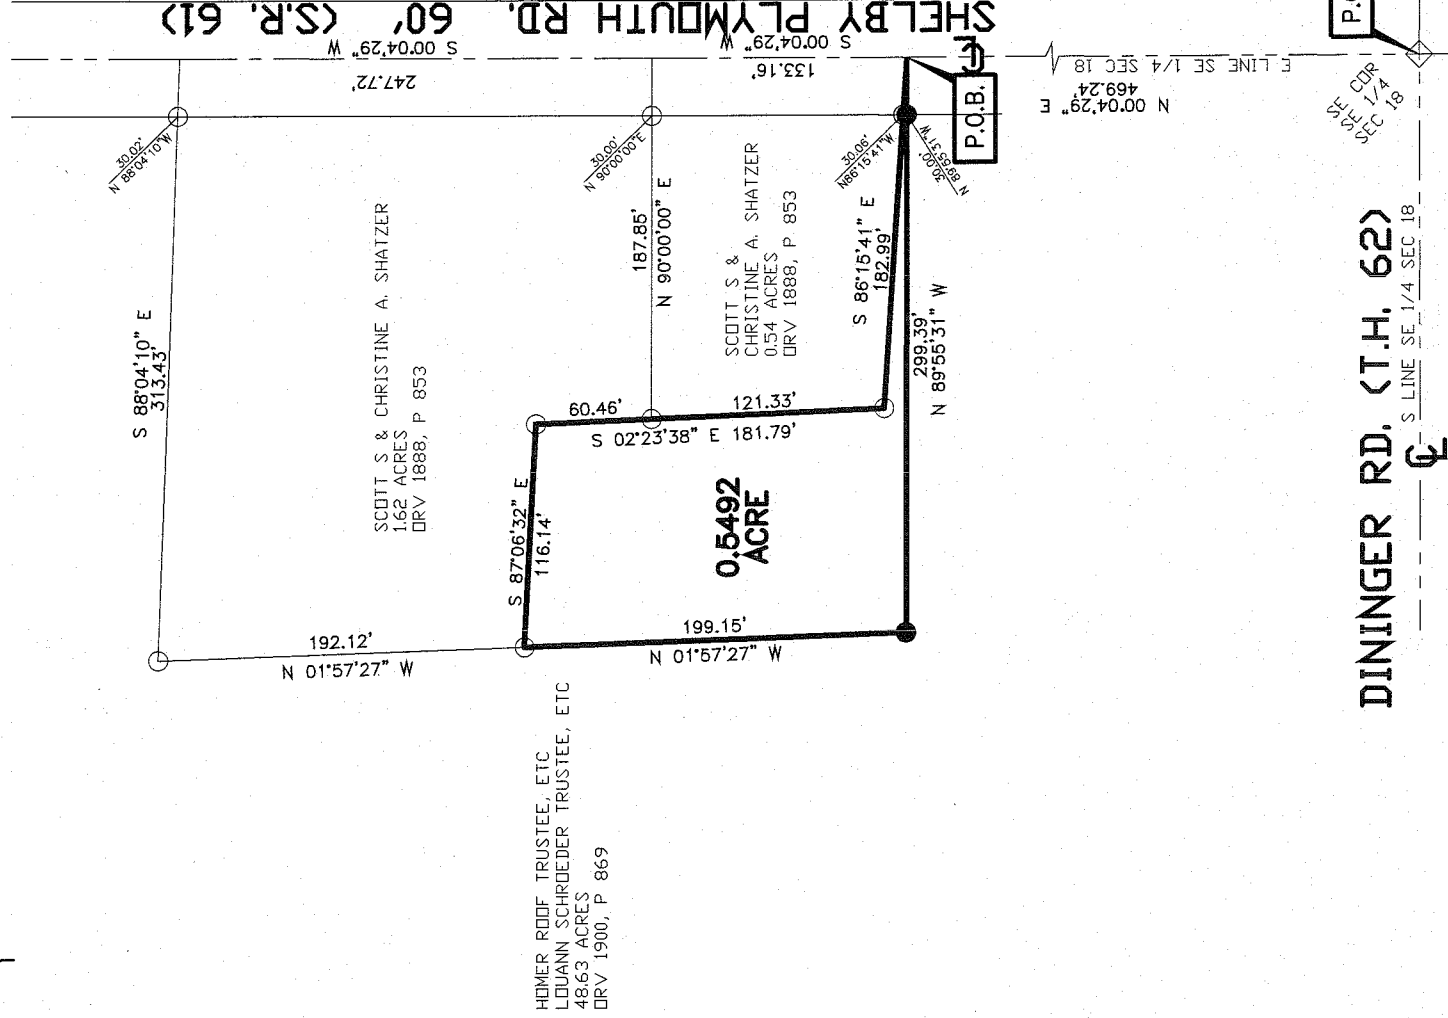 SHELBY PLYMOUTH RD. 60' (S.R. 61)
S 00°04'29" W
247.72'
S 00°04'29" W
133.16'
E LINE SE 1/4 SEC 18
469.24'
N 00°04'29" E
SE COR
SE 1/4
SEC 18
P.O.B.
30.02'
N 88°04'10"W
30.00'
N 90°00'00"E
30.06'
N86°15'41"W
30.00'
N 89°55'31"W
S 88°04'10" E
313.43'
SCOTT S & CHRISTINE A. SHATZER
1.62 ACRES
ORV 1888, P 853
187.85'
N 90°00'00" E
SCOTT S &
CHRISTINE A. SHATZER
0.54 ACRES
ORV 1888, P 853
S 86°15'41" E
182.99'
299.39'
N 89°55'31" W
60.46'
121.33'
S 02°23'38" E 181.79'
S 87°06'32" E
116.14'
0.5492
ACRE
192.12'
N 01°57'27" W
199.15'
N 01°57'27" W
HOMER ROOF TRUSTEE, ETC
LOUANN SCHROEDER TRUSTEE, ETC
48.63 ACRES
ORV 1900, P 869
DININGER RD. (T.H. 62)
S LINE SE 1/4 SEC 18